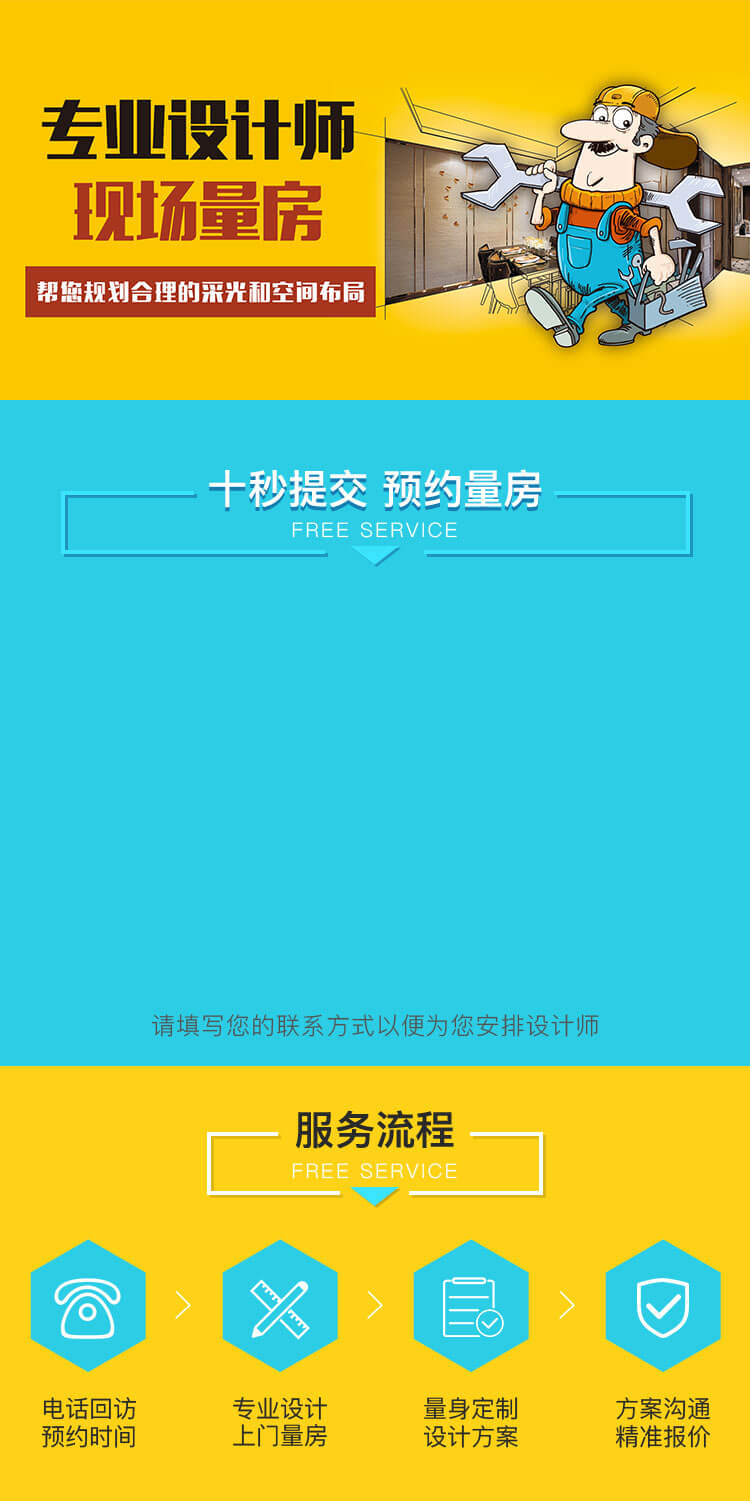 专业设计师
现场量房
帮您规划合理的采光和空间布局
十秒提交 预约量房
FREE SERVICE
请填写您的联系方式以便为您安排设计师
服务流程
FREE SERVICE
电话回访
预约时间
专业设计
上门量房
量身定制
设计方案
方案沟通
精准报价